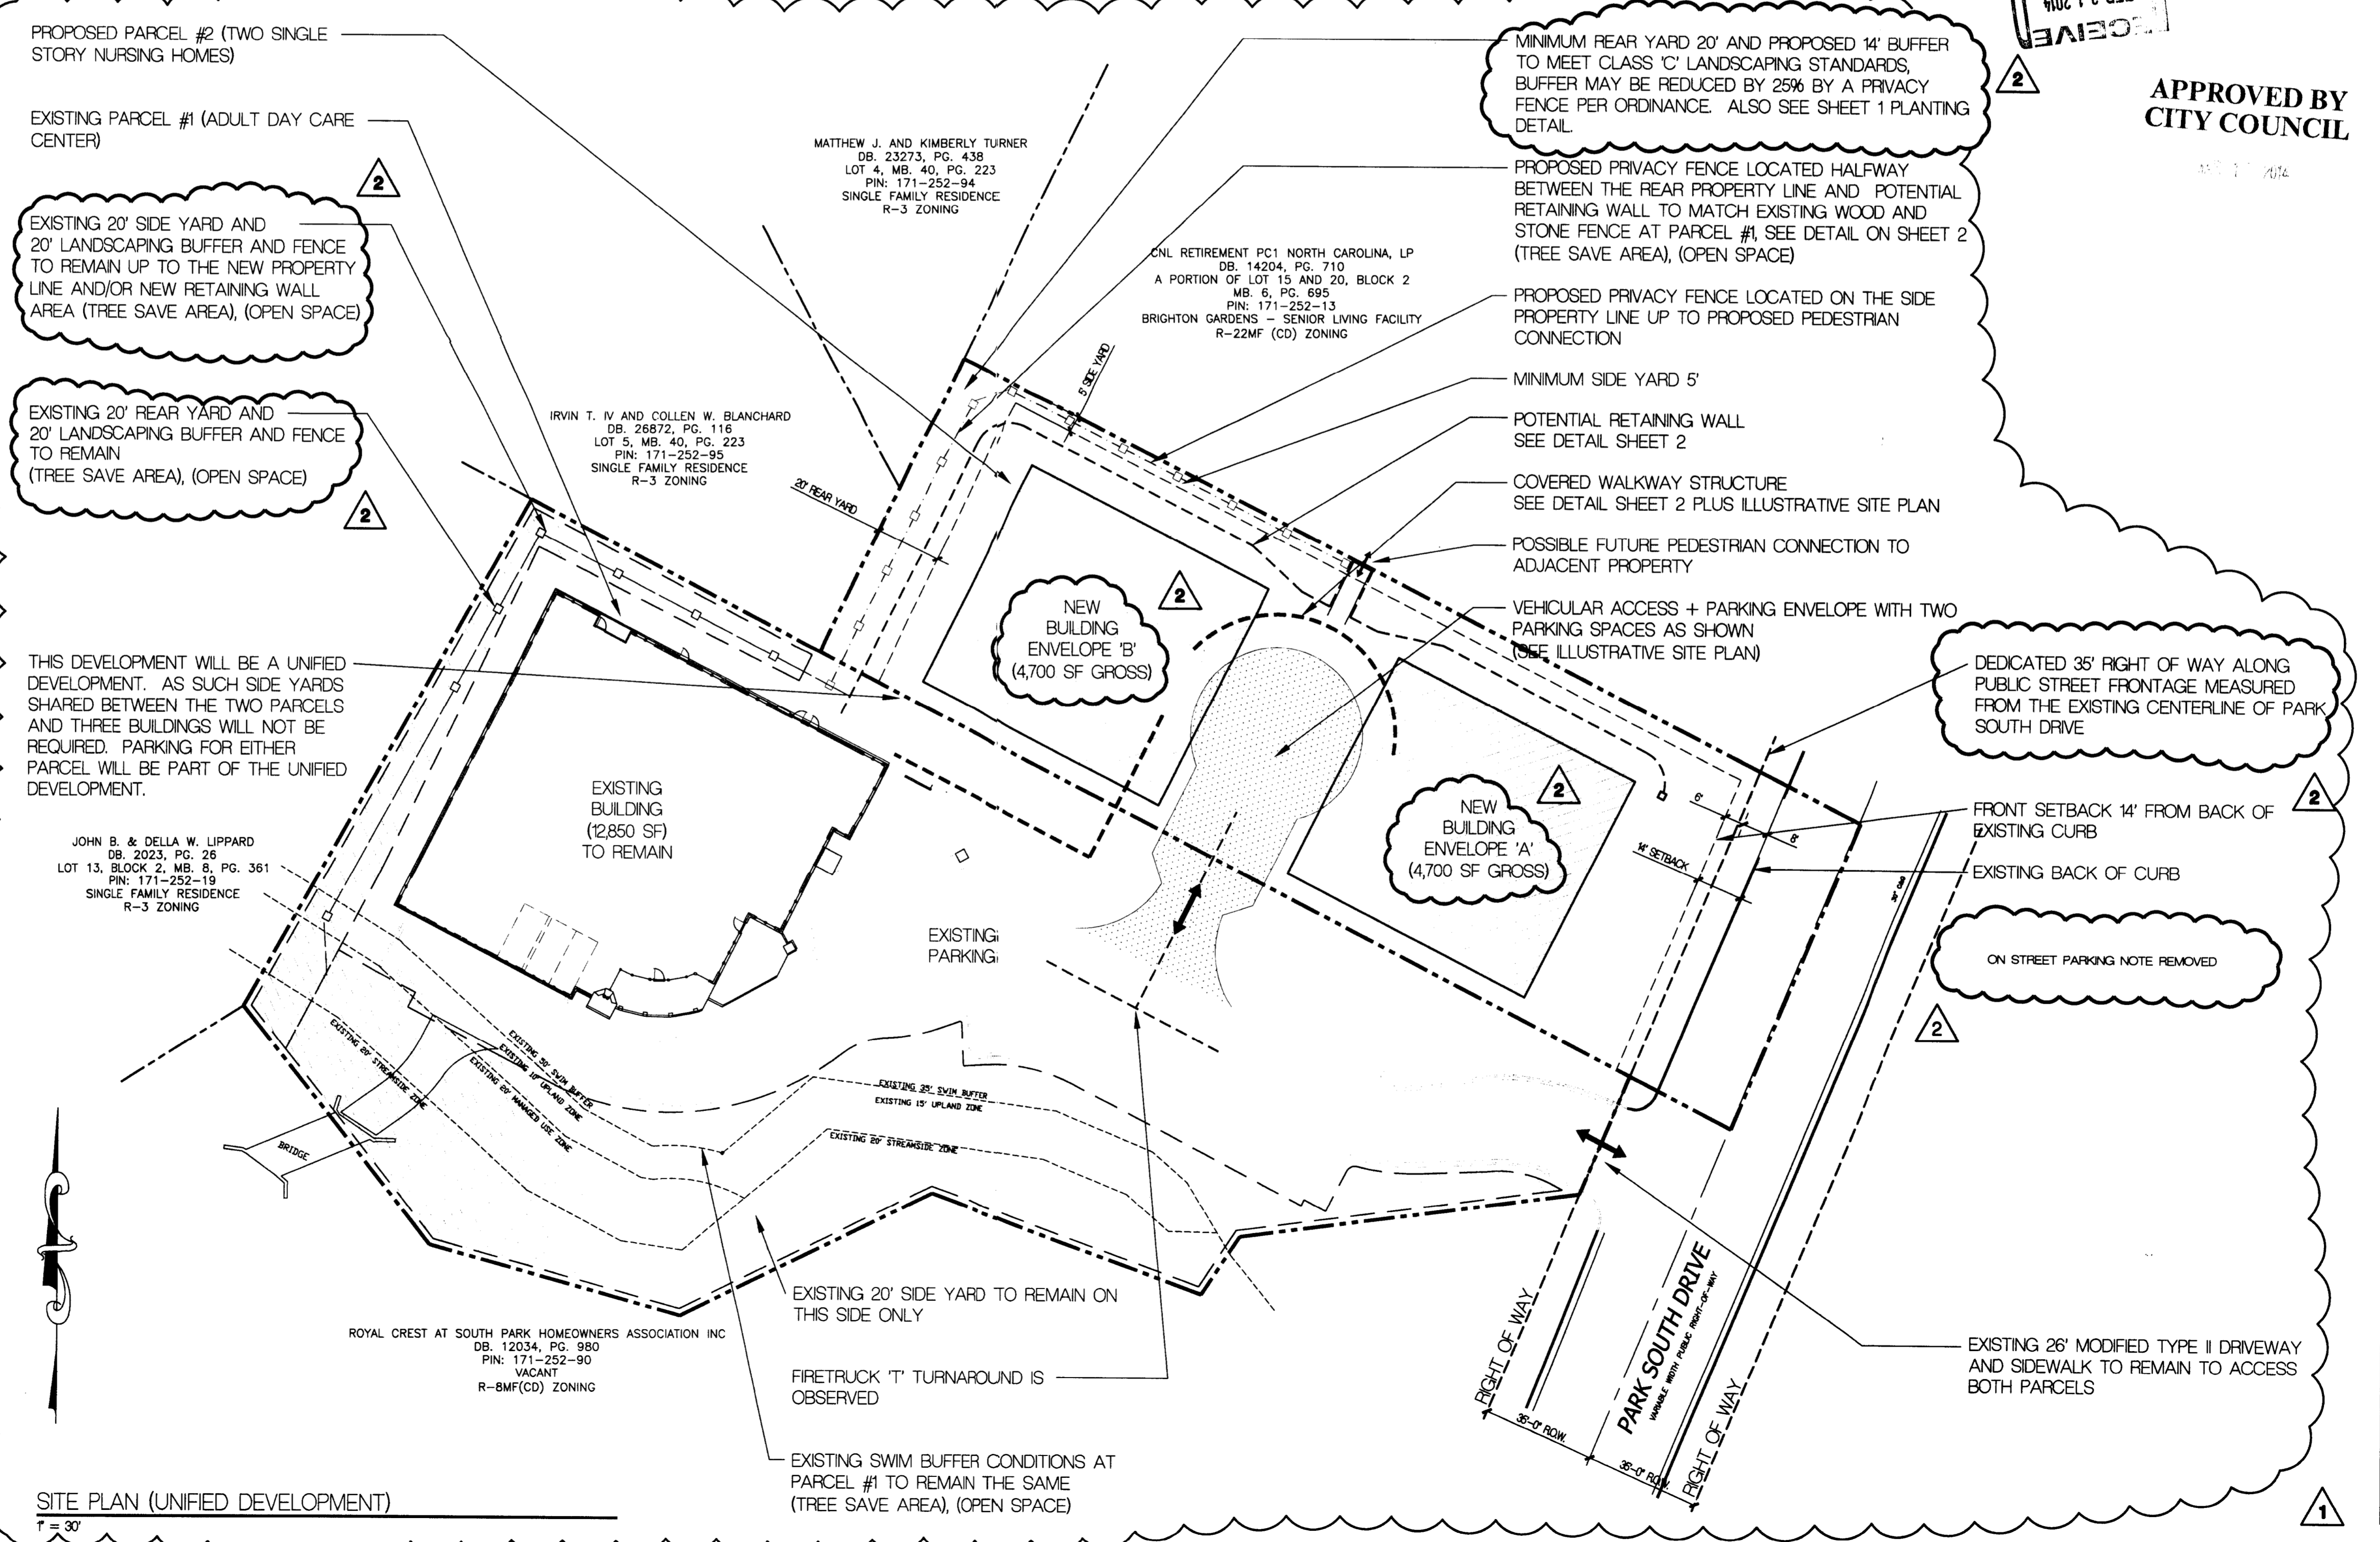 PROPOSED PARCEL #2 (TWO SINGLE
STORY NURSING HOMES)
EXISTING PARCEL #1 (ADULT DAY CARE
CENTER)
2
EXISTING 20' SIDE YARD AND
20' LANDSCAPING BUFFER AND FENCE
TO REMAIN UP TO THE NEW PROPERTY
LINE AND/OR NEW RETAINING WALL
AREA (TREE SAVE AREA), (OPEN SPACE)
EXISTING 20' REAR YARD AND
20' LANDSCAPING BUFFER AND FENCE
TO REMAIN
(TREE SAVE AREA), (OPEN SPACE)
2
THIS DEVELOPMENT WILL BE A UNIFIED
DEVELOPMENT. AS SUCH SIDE YARDS
SHARED BETWEEN THE TWO PARCELS
AND THREE BUILDINGS WILL NOT BE
REQUIRED. PARKING FOR EITHER
PARCEL WILL BE PART OF THE UNIFIED
DEVELOPMENT.
JOHN B. & DELLA W. LIPPARD
DB. 2023, PG. 26
LOT 13, BLOCK 2, MB. 8, PG. 361
PIN: 171-252-19
SINGLE FAMILY RESIDENCE
R-3 ZONING
MATTHEW J. AND KIMBERLY TURNER
DB. 23273, PG. 438
LOT 4, MB. 40, PG. 223
PIN: 171-252-94
SINGLE FAMILY RESIDENCE
R-3 ZONING
CNL RETIREMENT PC1 NORTH CAROLINA, LP
DB. 14204, PG. 710
A PORTION OF LOT 15 AND 20, BLOCK 2
MB. 6, PG. 695
PIN: 171-252-13
BRIGHTON GARDENS - SENIOR LIVING FACILITY
R-22MF (CD) ZONING
IRVIN T. IV AND COLLEN W. BLANCHARD
DB. 26872, PG. 116
LOT 5, MB. 40, PG. 223
PIN: 171-252-95
SINGLE FAMILY RESIDENCE
R-3 ZONING
5' SIDE YARD
20' REAR YARD
NEW
BUILDING
ENVELOPE 'B'
(4,700 SF GROSS)
2
EXISTING
BUILDING
(12,850 SF)
TO REMAIN
EXISTING
PARKING
NEW
BUILDING
ENVELOPE 'A'
(4,700 SF GROSS)
2
6'
8'
14' SETBACK
MINIMUM REAR YARD 20' AND PROPOSED 14' BUFFER
TO MEET CLASS 'C' LANDSCAPING STANDARDS,
BUFFER MAY BE REDUCED BY 25% BY A PRIVACY
FENCE PER ORDINANCE. ALSO SEE SHEET 1 PLANTING
DETAIL.
2
APPROVED BY
CITY COUNCIL
2014
PROPOSED PRIVACY FENCE LOCATED HALFWAY
BETWEEN THE REAR PROPERTY LINE AND POTENTIAL
RETAINING WALL TO MATCH EXISTING WOOD AND
STONE FENCE AT PARCEL #1, SEE DETAIL ON SHEET 2
(TREE SAVE AREA), (OPEN SPACE)
PROPOSED PRIVACY FENCE LOCATED ON THE SIDE
PROPERTY LINE UP TO PROPOSED PEDESTRIAN
CONNECTION
MINIMUM SIDE YARD 5'
POTENTIAL RETAINING WALL
SEE DETAIL SHEET 2
COVERED WALKWAY STRUCTURE
SEE DETAIL SHEET 2 PLUS ILLUSTRATIVE SITE PLAN
POSSIBLE FUTURE PEDESTRIAN CONNECTION TO
ADJACENT PROPERTY
VEHICULAR ACCESS + PARKING ENVELOPE WITH TWO
PARKING SPACES AS SHOWN
(SEE ILLUSTRATIVE SITE PLAN)
DEDICATED 35' RIGHT OF WAY ALONG
PUBLIC STREET FRONTAGE MEASURED
FROM THE EXISTING CENTERLINE OF PARK
SOUTH DRIVE
2
FRONT SETBACK 14' FROM BACK OF
EXISTING CURB
EXISTING BACK OF CURB
ON STREET PARKING NOTE REMOVED
2
EXISTING 50' SWIM BUFFER
EXISTING 10' UPLAND ZONE
EXISTING 20' MANAGED USE ZONE
EXISTING 20' STREAMSIDE ZONE
EXISTING 35' SWIM BUFFER
EXISTING 15' UPLAND ZONE
EXISTING 20' STREAMSIDE ZONE
BRIDGE
ROYAL CREST AT SOUTH PARK HOMEOWNERS ASSOCIATION INC
DB. 12034, PG. 980
PIN: 171-252-90
VACANT
R-8MF(CD) ZONING
EXISTING 20' SIDE YARD TO REMAIN ON
THIS SIDE ONLY
FIRETRUCK 'T' TURNAROUND IS
OBSERVED
EXISTING SWIM BUFFER CONDITIONS AT
PARCEL #1 TO REMAIN THE SAME
(TREE SAVE AREA), (OPEN SPACE)
RIGHT OF WAY
PARK SOUTH DRIVE
VARIABLE WIDTH PUBLIC RIGHT-OF-WAY
RIGHT OF WAY
36'-0" R.O.W.
36'-0" R.O.W.
EXISTING 26' MODIFIED TYPE II DRIVEWAY
AND SIDEWALK TO REMAIN TO ACCESS
BOTH PARCELS
SITE PLAN (UNIFIED DEVELOPMENT)
1" = 30'
1